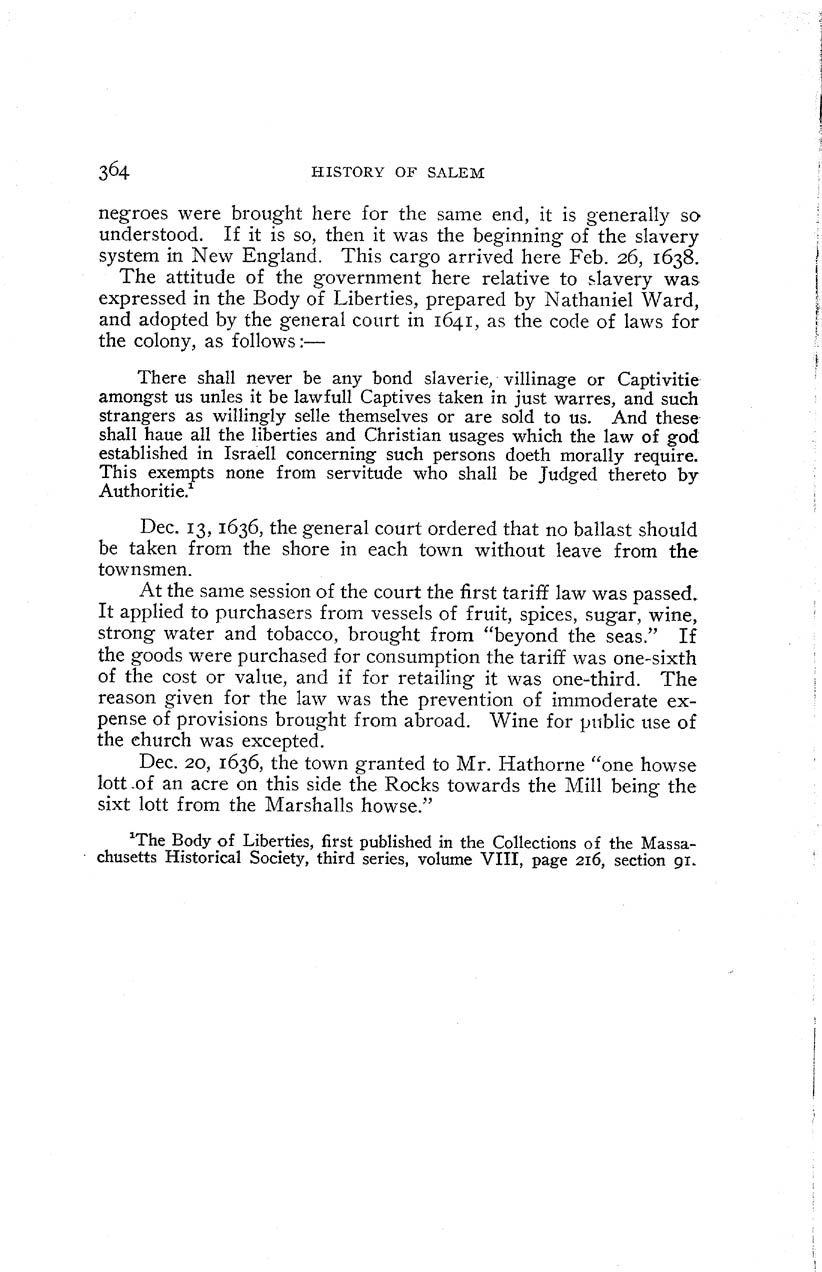 364 HISTORY OF SALEM
negroes were brought here for the same end, it is generally so
understood. If it is so, then it was the beginning of the slavery
system in New England. This cargo arrived here Feb. 26, 1638.
The attitude of the government here relative to slavery was
expressed in the Body of Liberties, prepared by Nathaniel Ward,
and adopted by the general court in 1641, as the code of laws for
the colony, as follows:—
There shall never be any bond slaverie, villinage or Captivitie
amongst us unles it be lawfull Captives taken in just warres, and such
strangers as willingly selle themselves or are sold to us. And these
shall haue all the liberties and Christian usages which the law of god
established in Israell concerning such persons doeth morally require.
This exempts none from servitude who shall be Judged thereto by
Authoritie.¹
Dec. 13, 1636, the general court ordered that no ballast should
be taken from the shore in each town without leave from the
townsmen.
At the same session of the court the first tariff law was passed.
It applied to purchasers from vessels of fruit, spices, sugar, wine,
strong water and tobacco, brought from "beyond the seas." If
the goods were purchased for consumption the tariff was one-sixth
of the cost or value, and if for retailing it was one-third. The
reason given for the law was the prevention of immoderate ex-
pense of provisions brought from abroad. Wine for public use of
the church was excepted.
Dec. 20, 1636, the town granted to Mr. Hathorne "one howse
lott of an acre on this side the Rocks towards the Mill being the
sixt lott from the Marshalls howse."
¹The Body of Liberties, first published in the Collections of the Massa-
chusetts Historical Society, third series, volume VIII, page 216, section 91.